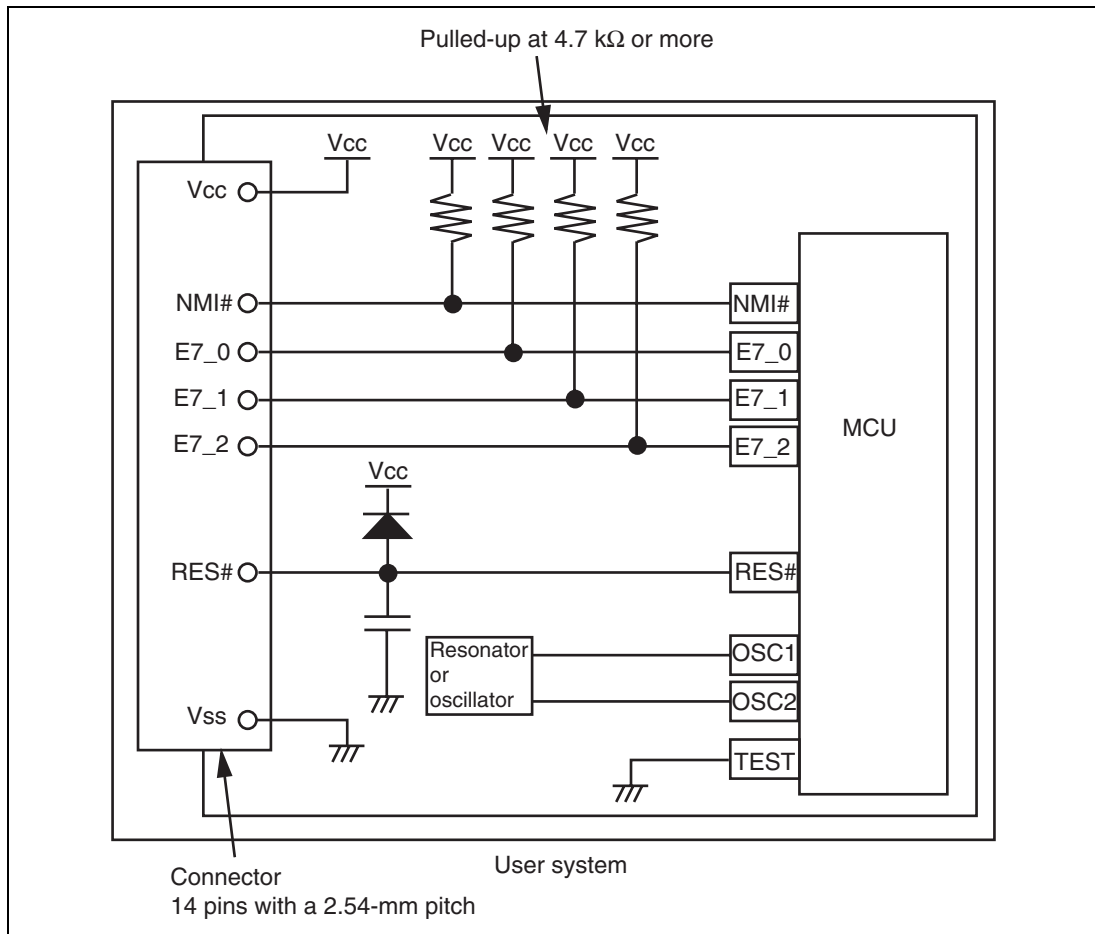 Pulled-up at 4.7 kΩ or more
Vcc
Vcc
Vcc
Vcc
Vcc
Vcc
NMI#
NMI#
E7_0
E7_0
E7_1
E7_1
E7_2
E7_2
MCU
Vcc
RES#
RES#
Resonator
or
oscillator
OSC1
OSC2
Vss
TEST
User system
Connector
14 pins with a 2.54-mm pitch